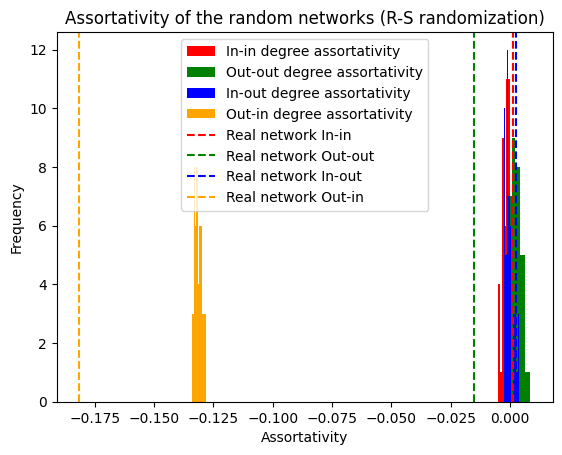 Assortativity of the random networks (R-S randomization)
In-in degree assortativity
Out-out degree assortativity
In-out degree assortativity
Out-in degree assortativity
Real network In-in
Real network Out-out
Real network In-out
Real network Out-in
Frequency
12
10
8
6
4
2
0
−0.175 −0.150 −0.125 −0.100 −0.075 −0.050 −0.025 0.000
Assortativity